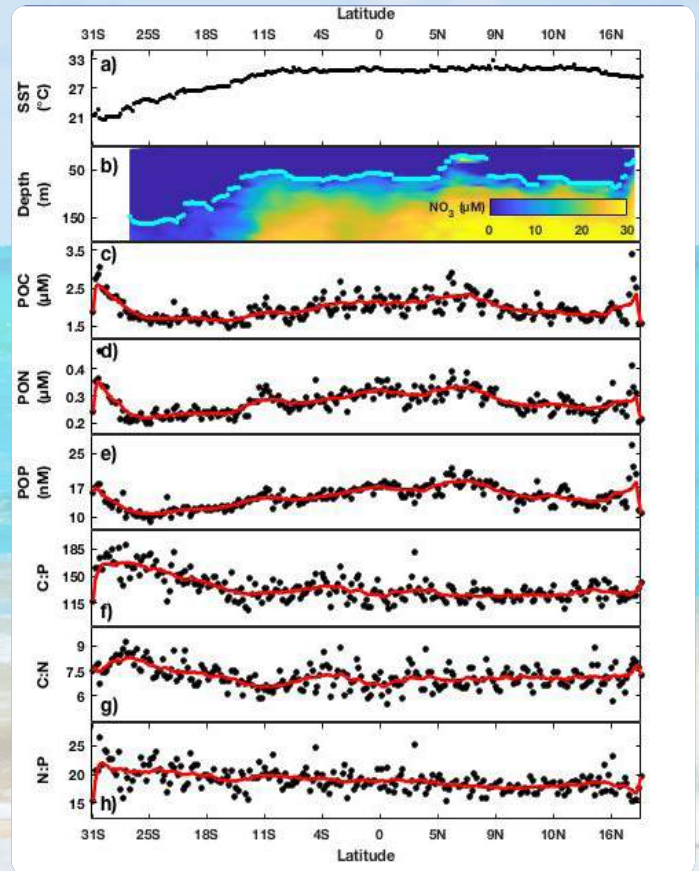 Latitude
31S 25S 18S 11S 4S 0 5N 9N 10N 16N
a)
33
27
21
SST
(°C)
b)
50
150
Depth
(m)
NO3 (µM)
0 10 20 30
c)
3.5
2.5
1.5
POC
(µM)
d)
0.4
0.3
0.2
PON
(µM)
e)
25
17
10
POP
(nM)
185
150
115
C:P
f)
9
7.5
6
C:N
g)
25
20
15
N:P
h)
31S 25S 18S 11S 4S 0 5N 9N 10N 16N
Latitude